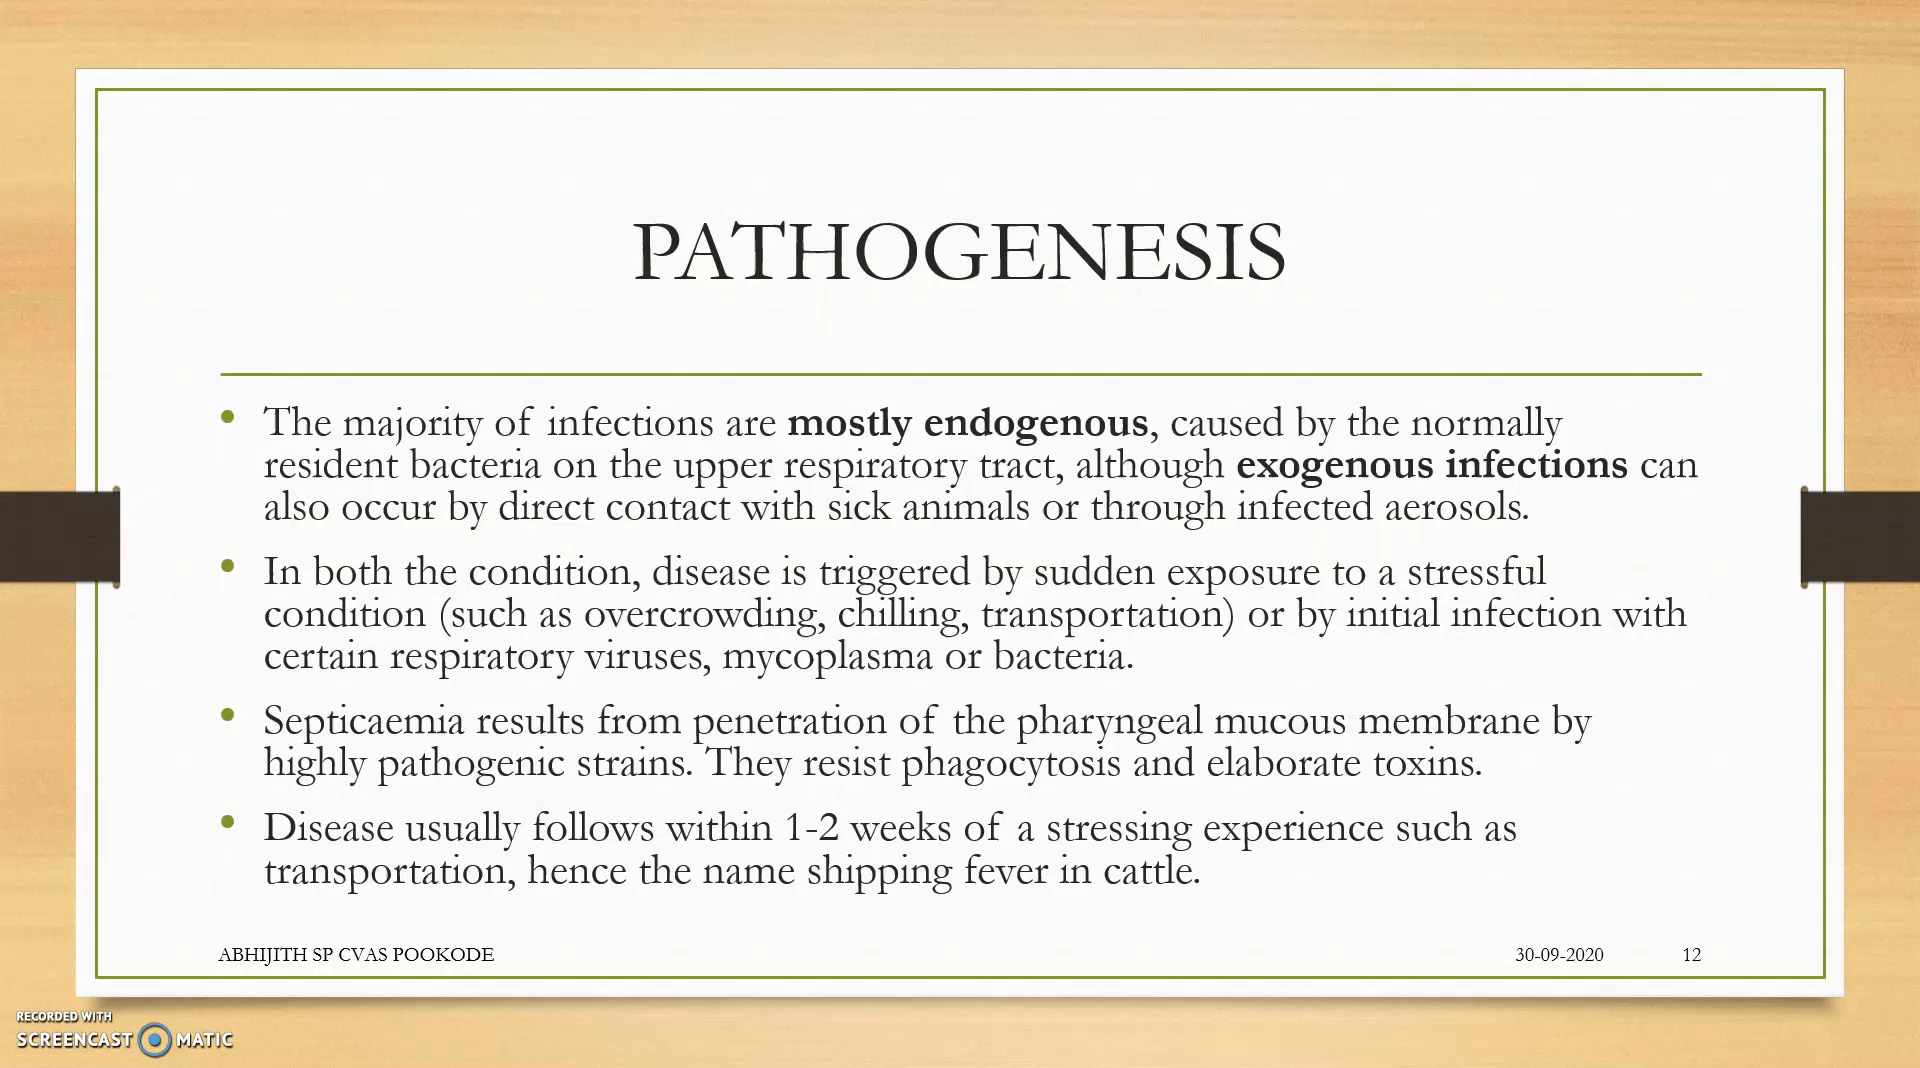 PATHOGENESIS
• The majority of infections are mostly endogenous, caused by the normally
resident bacteria on the upper respiratory tract, although exogenous infections can
also occur by direct contact with sick animals or through infected aerosols.
• In both the condition, disease is triggered by sudden exposure to a stressful
condition (such as overcrowding, chilling, transportation) or by initial infection with
certain respiratory viruses, mycoplasma or bacteria.
• Septicaemia results from penetration of the pharyngeal mucous membrane by
highly pathogenic strains. They resist phagocytosis and elaborate toxins.
• Disease usually follows within 1-2 weeks of a stressing experience such as
transportation, hence the name shipping fever in cattle.
ABHIJITH SP CVAS POOKODE 30-09-2020 12
RECORDED WITH
SCREENCAST MATIC